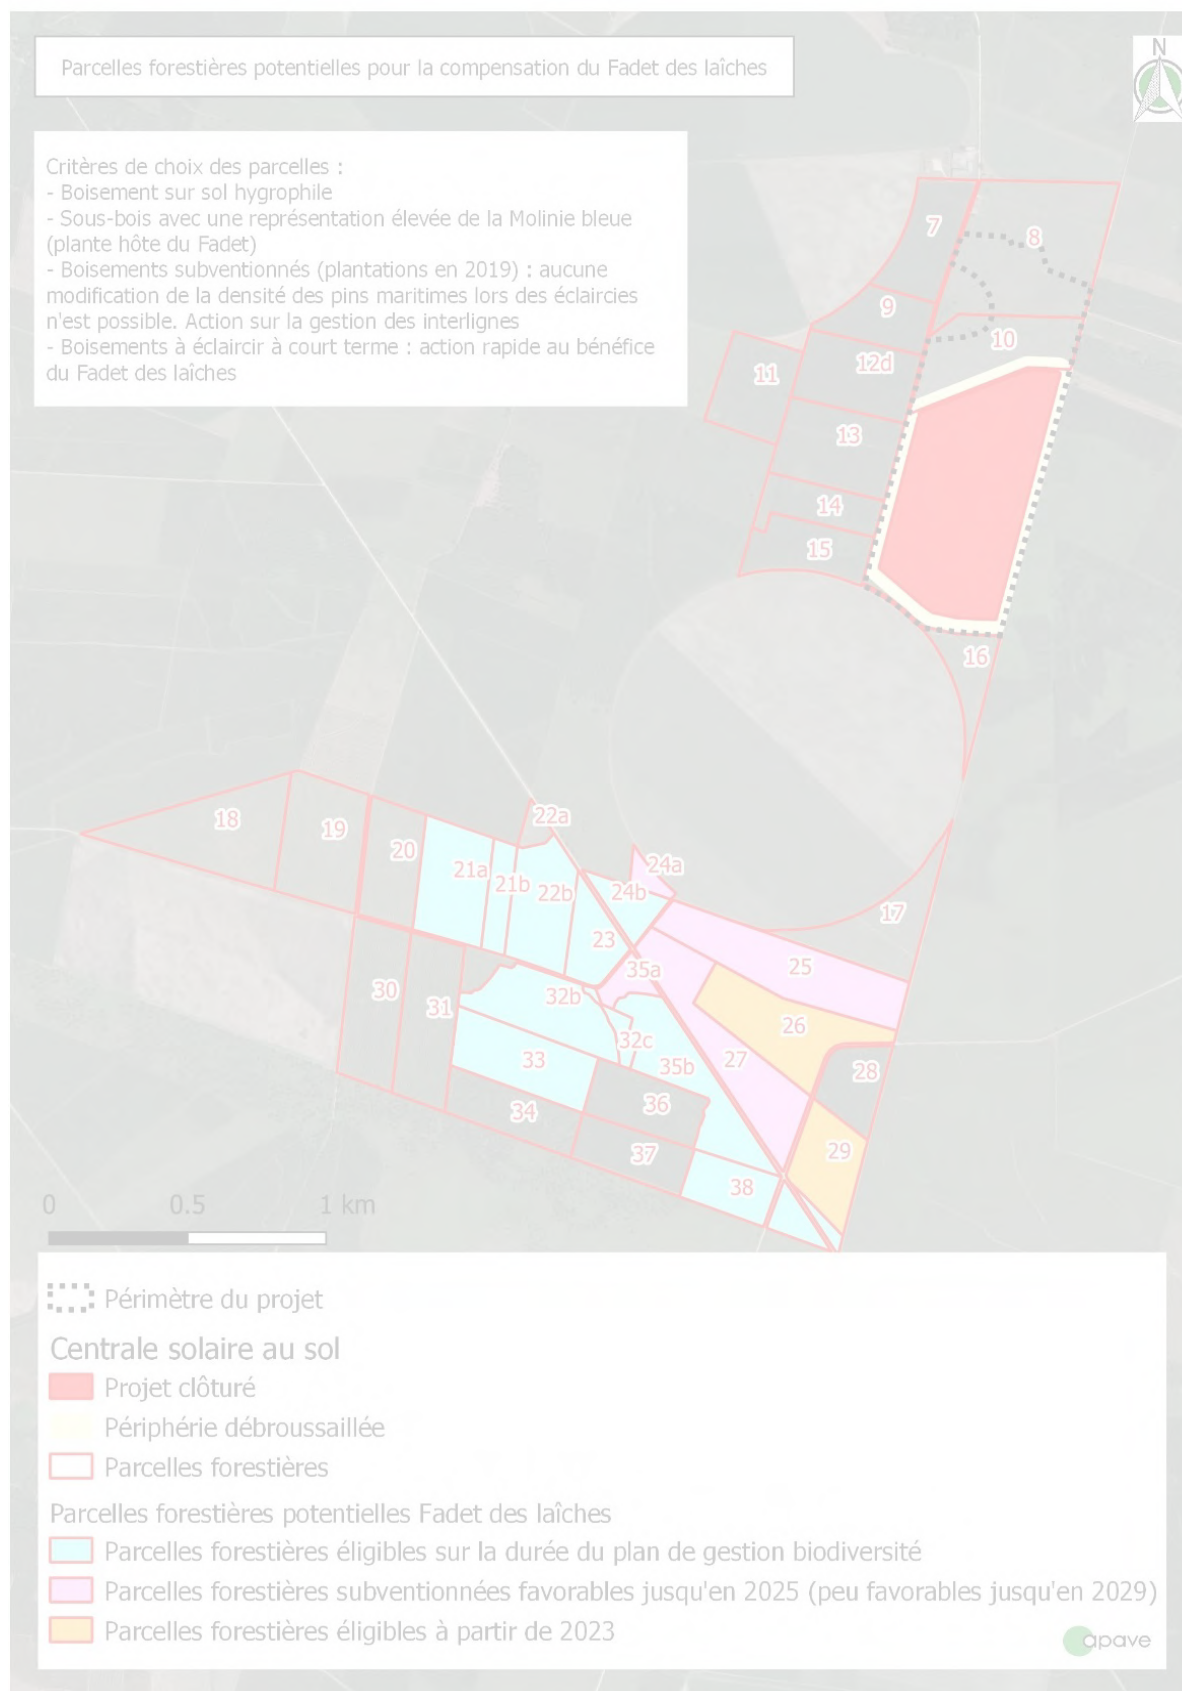 Parcelles forestières potentielles pour la compensation du Fadet des laîches
N
Critères de choix des parcelles :
- Boisement sur sol hygrophile
- Sous-bois avec une représentation élevée de la Molinie bleue
(plante hôte du Fadet)
- Boisements subventionnés (plantations en 2019) : aucune
modification de la densité des pins maritimes lors des éclaircies
n'est possible. Action sur la gestion des interlignes
- Boisements à éclaircir à court terme : action rapide au bénéfice
du Fadet des laîches
7
8
9
10
11
12d
13
14
15
16
22a
18
19
20
21a
21b
22b
24a
24b
23
17
25
35a
30
31
32b
26
32c
27
33
35b
28
34
36
37
29
38
0 0.5 1 km
Périmètre du projet
Centrale solaire au sol
Projet clôturé
Périphérie débroussaillée
Parcelles forestières
Parcelles forestières potentielles Fadet des laîches
Parcelles forestières éligibles sur la durée du plan de gestion biodiversité
Parcelles forestières subventionnées favorables jusqu'en 2025 (peu favorables jusqu'en 2029)
Parcelles forestières éligibles à partir de 2023
apave